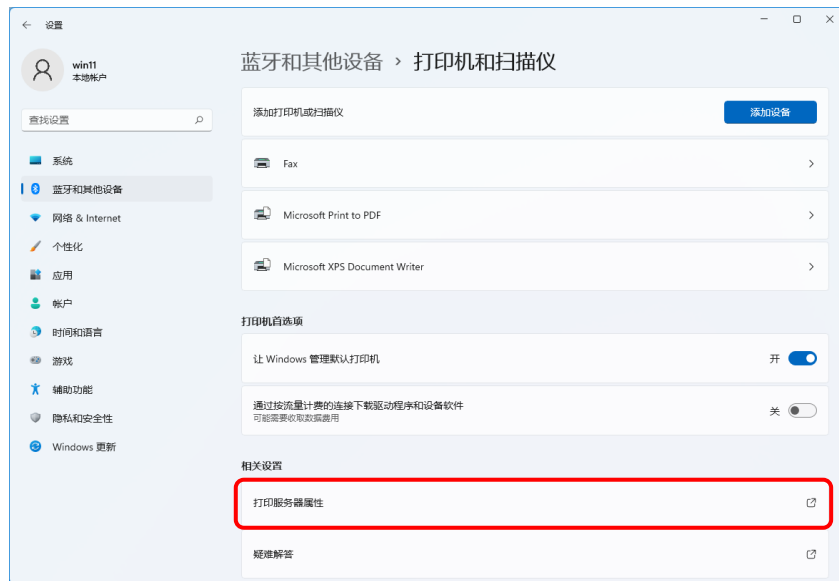 设置
win11
本地帐户
查找设置
系统
蓝牙和其他设备
网络 & Internet
个性化
应用
帐户
时间和语言
游戏
辅助功能
隐私和安全性
Windows 更新
蓝牙和其他设备 › 打印机和扫描仪
添加打印机或扫描仪
添加设备
Fax
Microsoft Print to PDF
Microsoft XPS Document Writer
打印机首选项
让 Windows 管理默认打印机
开
通过按流量计费的连接下载驱动程序和设备软件
可能需要收取数据费用
关
相关设置
打印服务器属性
疑难解答